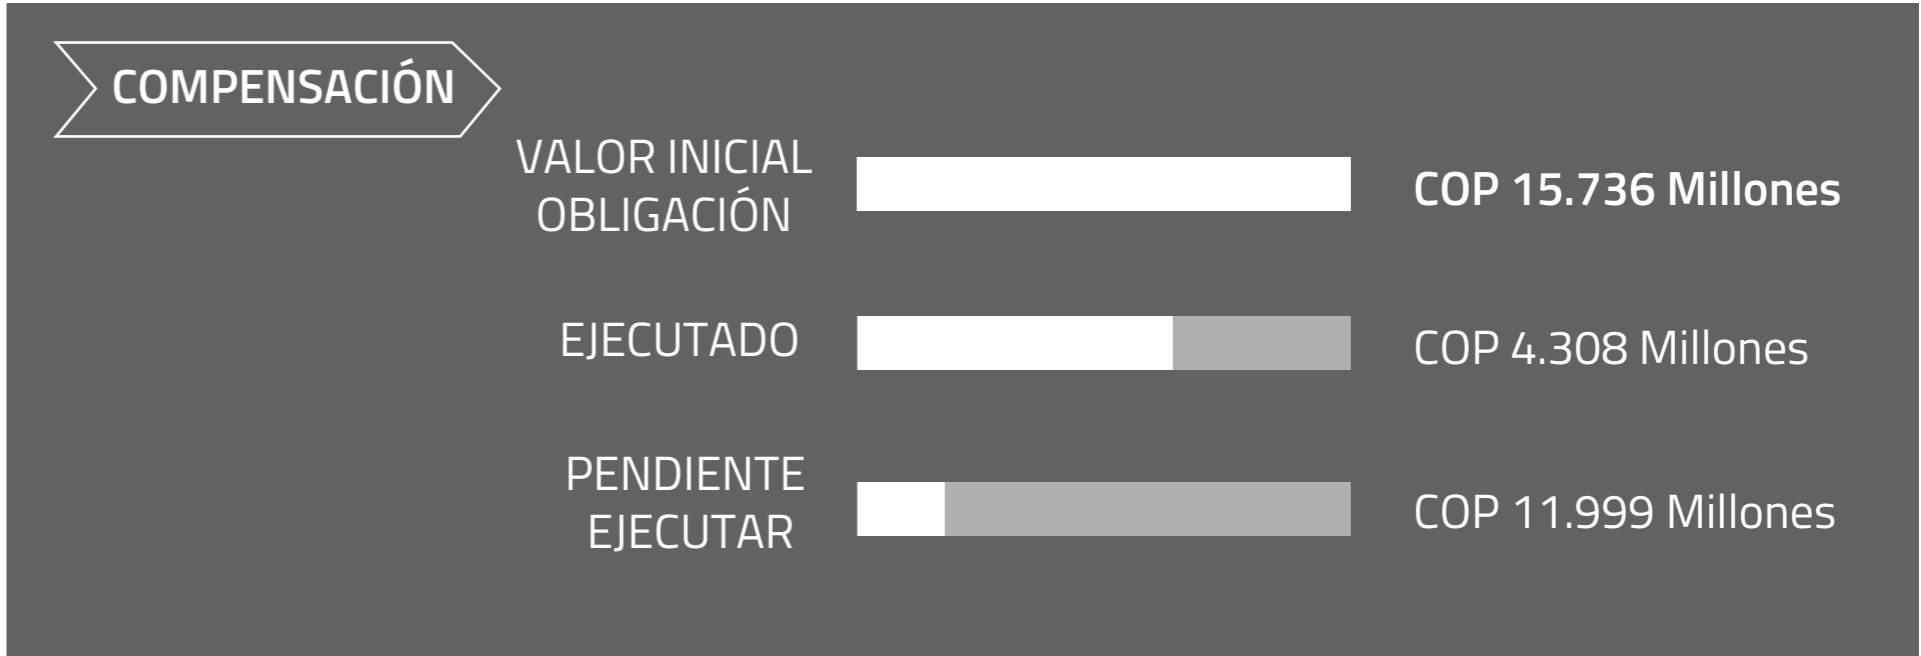 COMPENSACIÓN
VALOR INICIAL
OBLIGACIÓN
COP 15.736 Millones
EJECUTADO
COP 4.308 Millones
PENDIENTE
EJECUTAR
COP 11.999 Millones